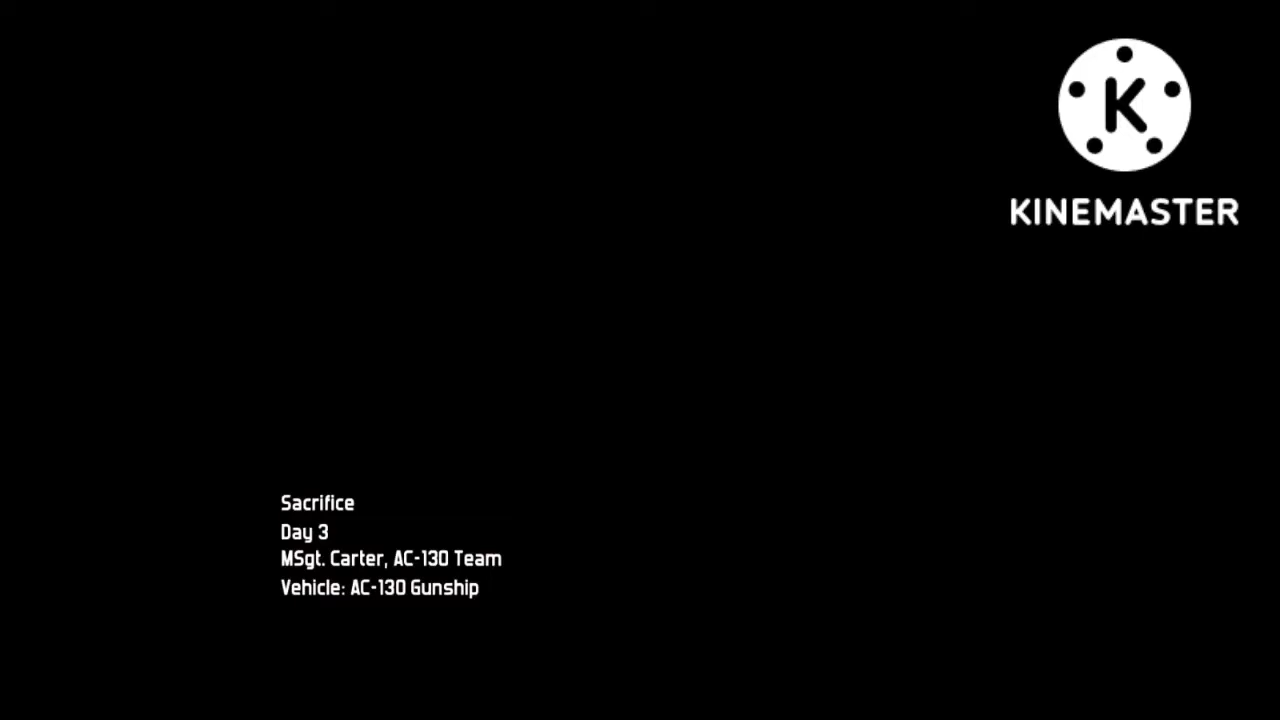 K
KINEMASTER
Sacrifice
Day 3
MSgt. Carter, AC-130 Team
Vehicle: AC-130 Gunship